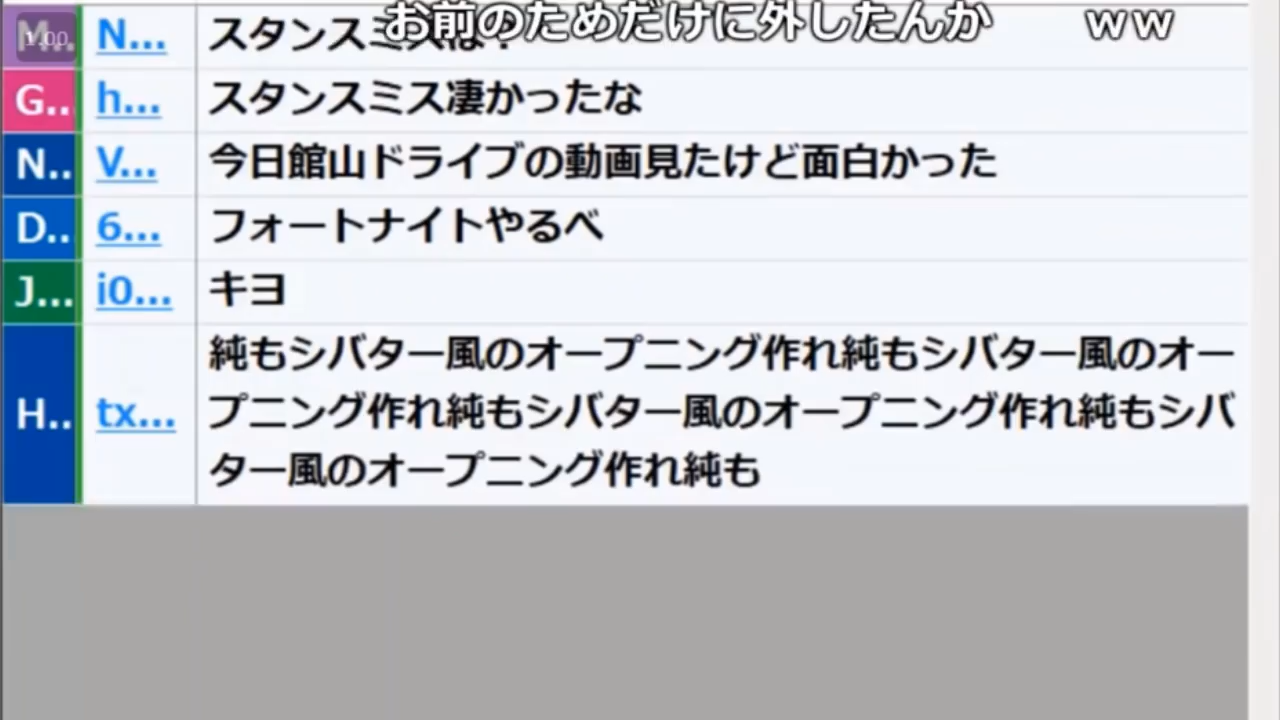 お前のためだけに外したんか ｗｗ
M... N... スタンスミスは？
G.. h... スタンスミス凄かったな
N.. V... 今日館山ドライブの動画見たけど面白かった
D.. 6... フォートナイトやるべ
J... i0... キヨ
H.. tx... 純もシバター風のオープニング作れ純もシバター風のオー
プニング作れ純もシバター風のオープニング作れ純もシバ
ター風のオープニング作れ純も